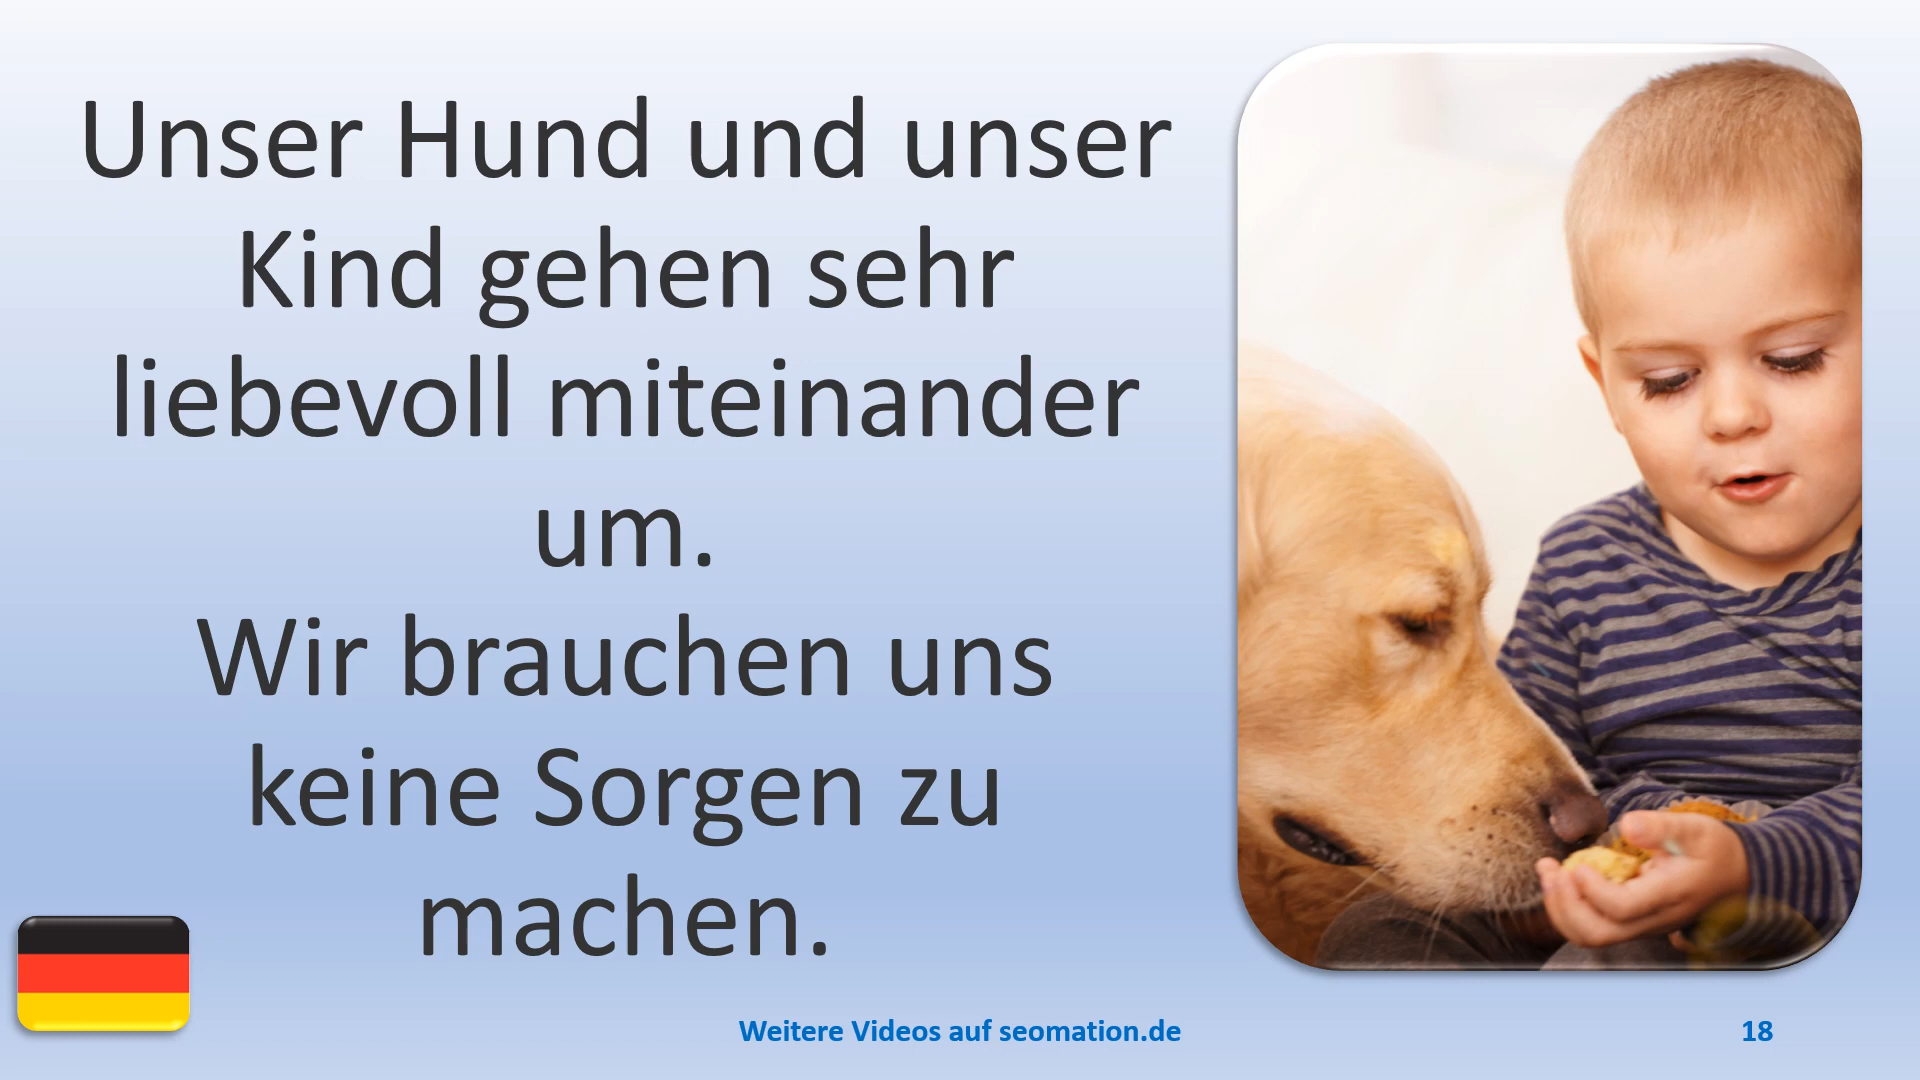 Unser Hund und unser
Kind gehen sehr
liebevoll miteinander
um.
Wir brauchen uns
keine Sorgen zu
machen.
Weitere Videos auf seomation.de
18